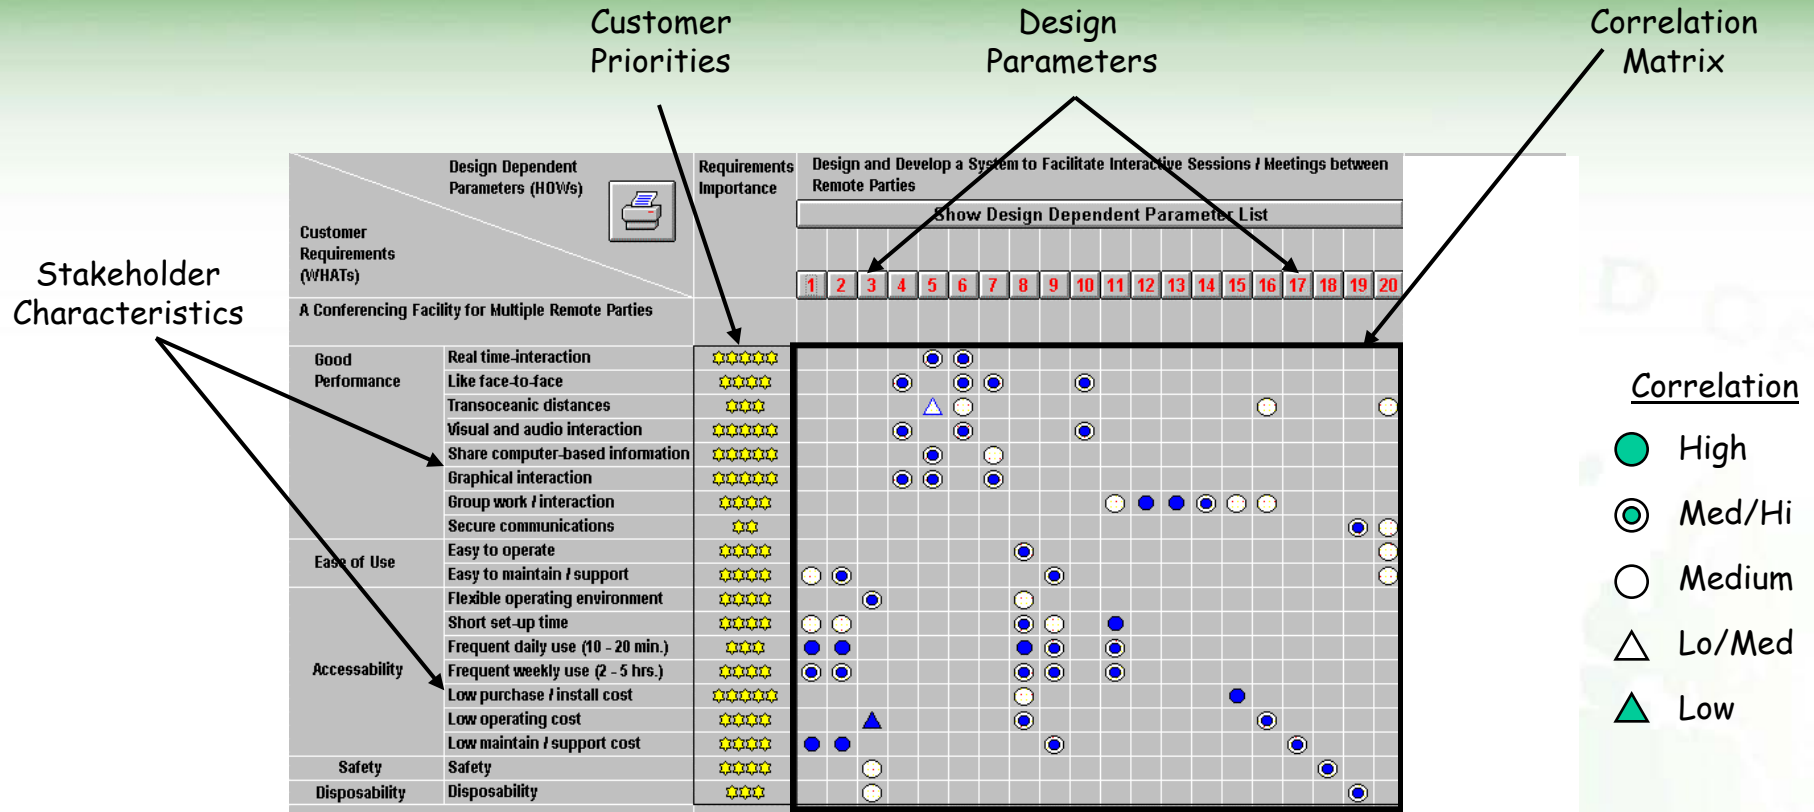 Customer
Priorities
Design
Parameters
Correlation
Matrix
Stakeholder
Characteristics
Design Dependent
Parameters (HOWs)
Customer
Requirements
(WHATs)
Requirements
Importance
Design and Develop a System to Facilitate Interactive Sessions / Meetings between
Remote Parties
Show Design Dependent Parameter List
1 2 3 4 5 6 7 8 9 10 11 12 13 14 15 16 17 18 19 20
A Conferencing Facility for Multiple Remote Parties
Good
Performance
Real time-interaction
Like face-to-face
Transoceanic distances
Visual and audio interaction
Share computer-based information
Graphical interaction
Group work / interaction
Secure communications
Ease of Use
Easy to operate
Easy to maintain / support
Accessability
Flexible operating environment
Short set-up time
Frequent daily use (10 - 20 min.)
Frequent weekly use (2 - 5 hrs.)
Low purchase / install cost
Low operating cost
Low maintain / support cost
Safety
Safety
Disposability
Disposability
Correlation
High
Med/Hi
Medium
Lo/Med
Low